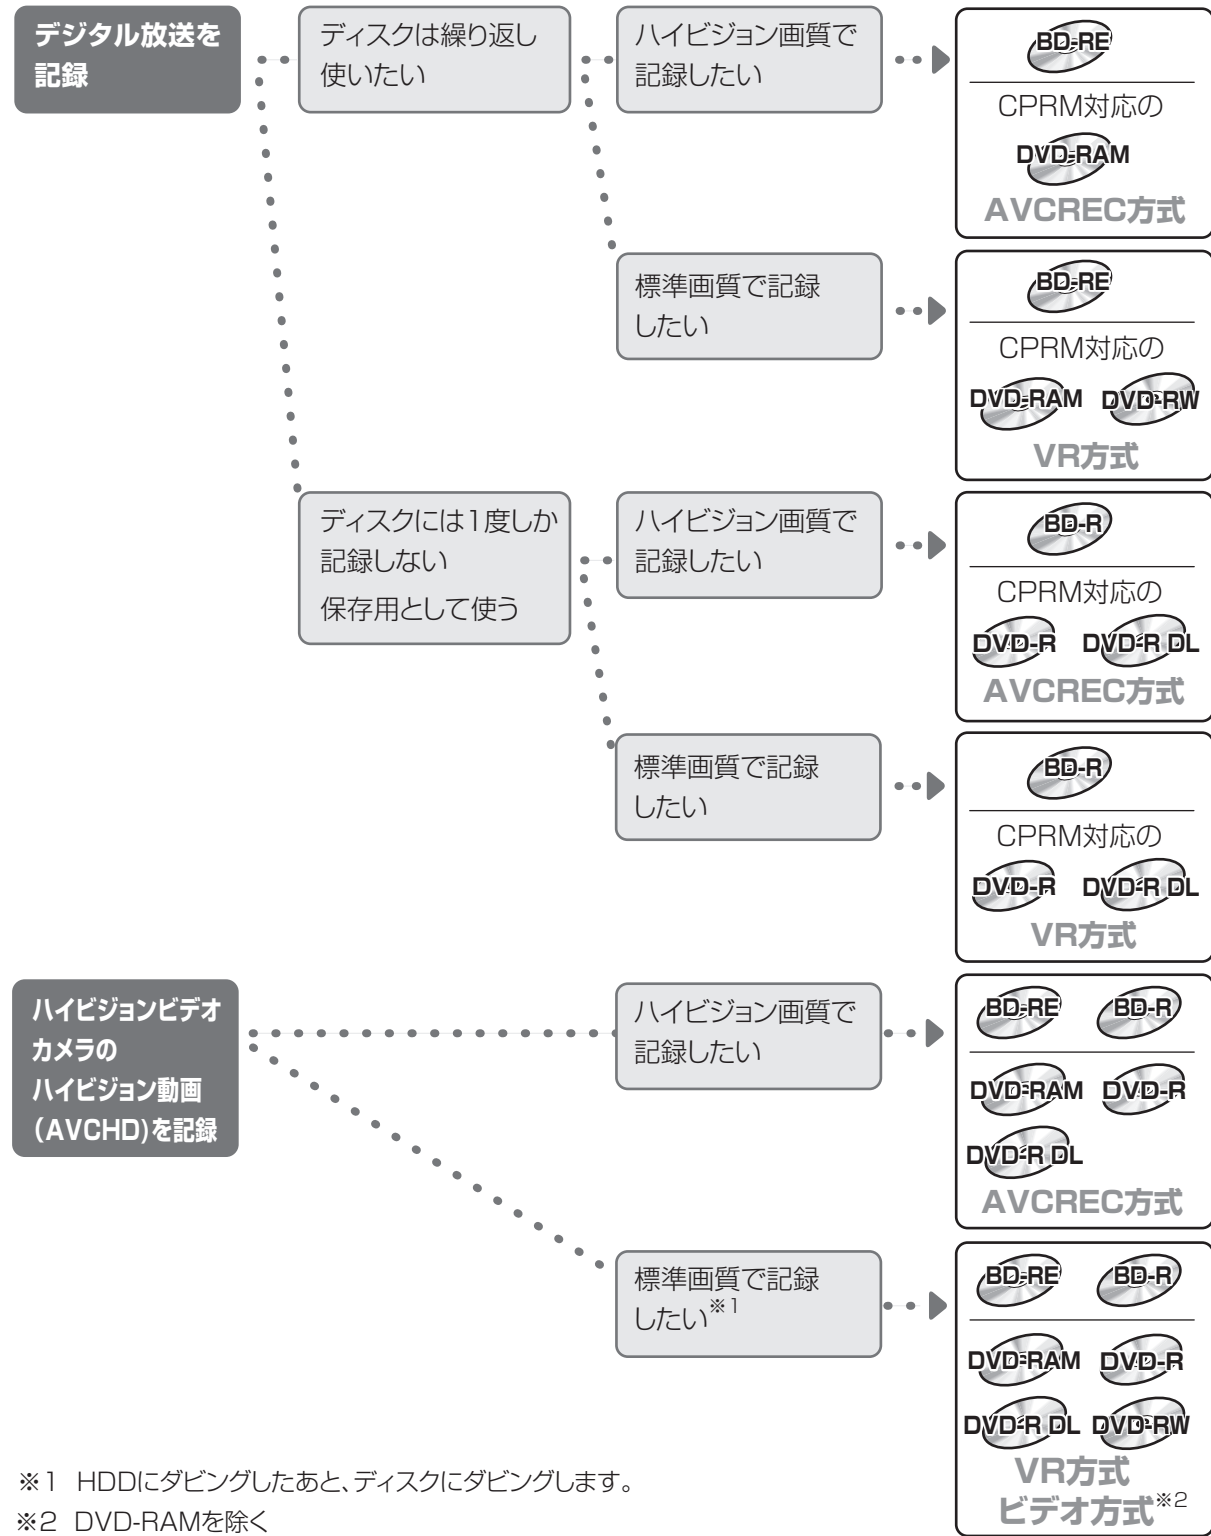 デジタル放送を
記録
ディスクは繰り返し
使いたい
ハイビジョン画質で
記録したい
BD-RE
CPRM対応の
DVD-RAM
AVCREC方式
標準画質で記録
したい
BD-RE
CPRM対応の
DVD-RAM DVD-RW
VR方式
ディスクには1度しか
記録しない
保存用として使う
ハイビジョン画質で
記録したい
BD-R
CPRM対応の
DVD-R DVD-R DL
AVCREC方式
標準画質で記録
したい
BD-R
CPRM対応の
DVD-R DVD-R DL
VR方式
ハイビジョンビデオ
カメラの
ハイビジョン動画
(AVCHD)を記録
ハイビジョン画質で
記録したい
BD-RE BD-R
DVD-RAM DVD-R
DVD-R DL
AVCREC方式
標準画質で記録
したい※1
BD-RE BD-R
DVD-RAM DVD-R
DVD-R DL DVD-RW
VR方式
ビデオ方式※2
※1 HDDにダビングしたあと、ディスクにダビングします。
※2 DVD-RAMを除く